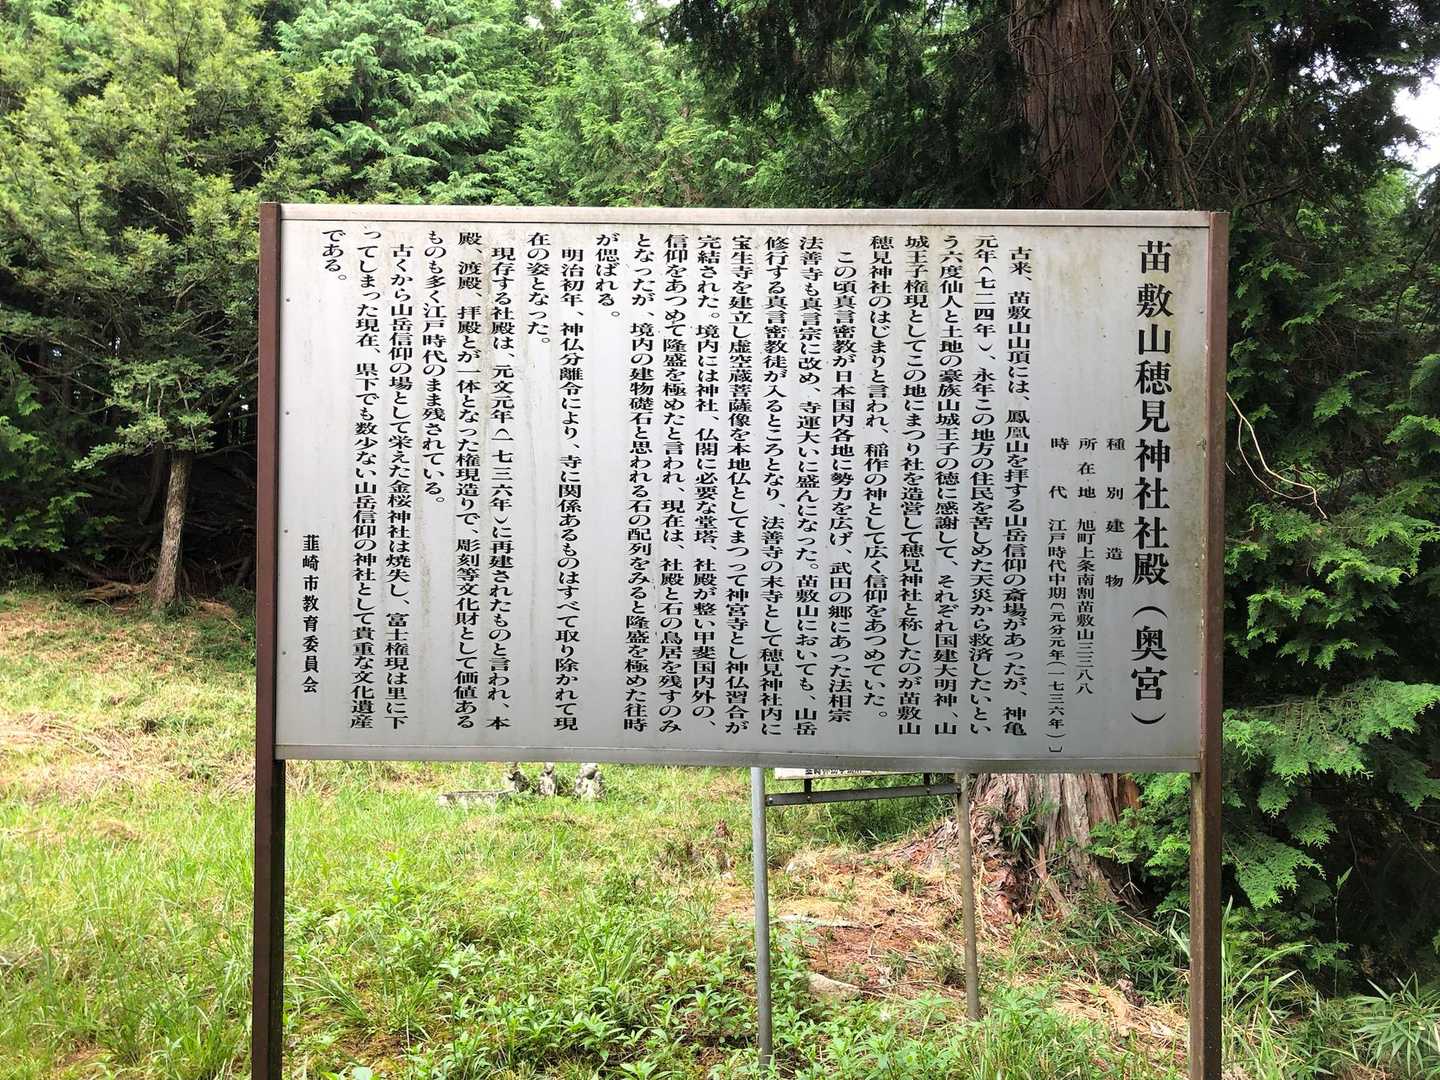 苗敷山穂見神社社殿（奥宮）
種別 建造物
所在地 旭町上条南割苗敷山三三八八
時代 江戸時代中期〔元分元年（一七三六年）〕
古来、苗敷山山頂には、鳳凰山を拝する山岳信仰の斎場があったが、神亀
元年（七二四年）、永年この地方の住民を苦しめた天災から救済したいとい
う六度仙人と土地の豪族山城王子の徳に感謝して、それぞれ国建大明神、山
城王子権現としてこの地にまつり社を造営して穂見神社と称したのが苗敷山
穂見神社のはじまりと言われ、稲作の神として広く信仰をあつめていた。
この頃真言密教が日本国内各地に勢力を広げ、武田の郷にあった法相宗
法善寺も真言宗に改め、寺運大いに盛んになった。苗敷山においても、山岳
修行する真言密教徒が入るところとなり、法善寺の末寺として穂見神社内に
宝生寺を建立し虚空蔵菩薩像を本地仏としてまつって神宮寺とし神仏習合が
完結された。境内には神社、仏閣に必要な堂塔、社殿が整い甲斐国内外の、
信仰をあつめて隆盛を極めたと言われ、現在は、社殿と石の鳥居を残すのみ
となったが、境内の建物礎石と思われる石の配列をみると隆盛を極めた往時
が偲ばれる。
明治初年、神仏分離令により、寺に関係あるものはすべて取り除かれて現
在の姿となった。
現存する社殿は、元文元年（一七三六年）に再建されたものと言われ、本
殿、渡殿、拝殿とが一体となった権現造りで、彫刻等文化財として価値ある
ものも多く江戸時代のまま残されている。
古くから山岳信仰の場として栄えた金桜神社は焼失し、富士権現は里に下
ってしまった現在、県下でも数少ない山岳信仰の神社として貴重な文化遺産
である。
韮崎市教育委員会